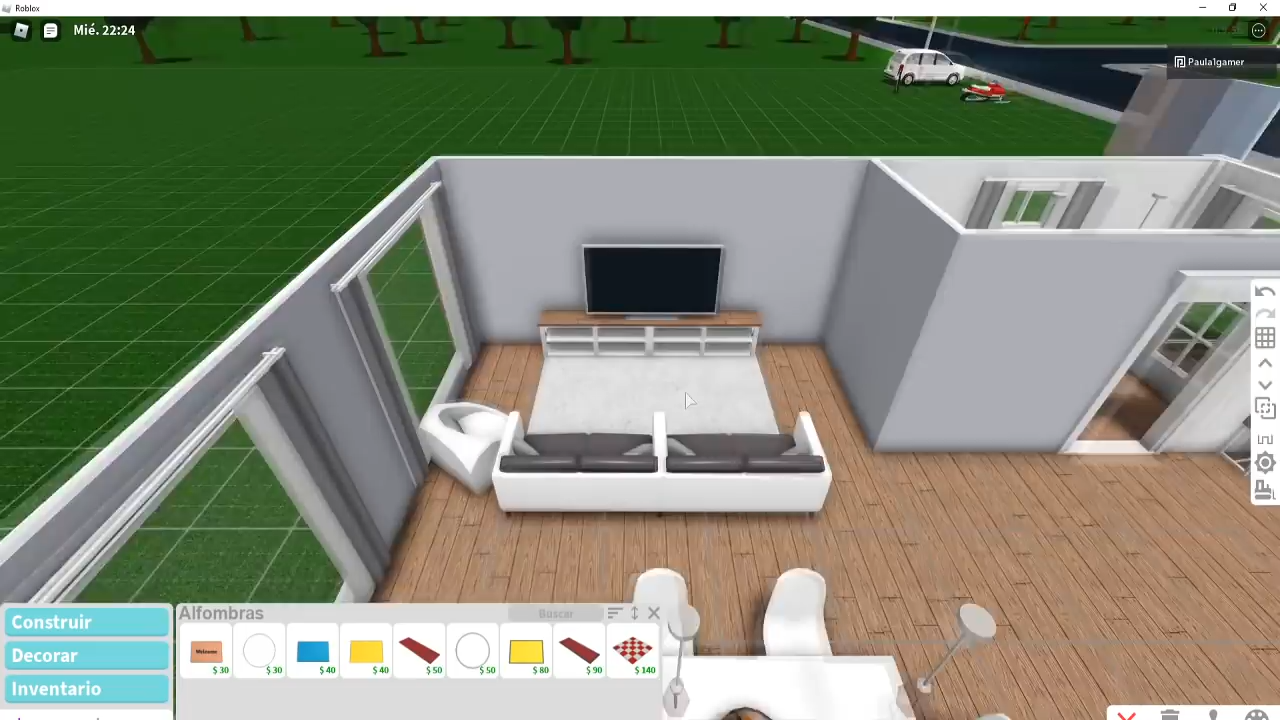 Roblox
Mié. 22:24
Paula1gamer
Construir
Decorar
Inventario
Alfombras
Buscar
Welcome
$ 30
$ 30
$ 40
$ 40
$ 50
$ 50
$ 80
$ 90
$ 140